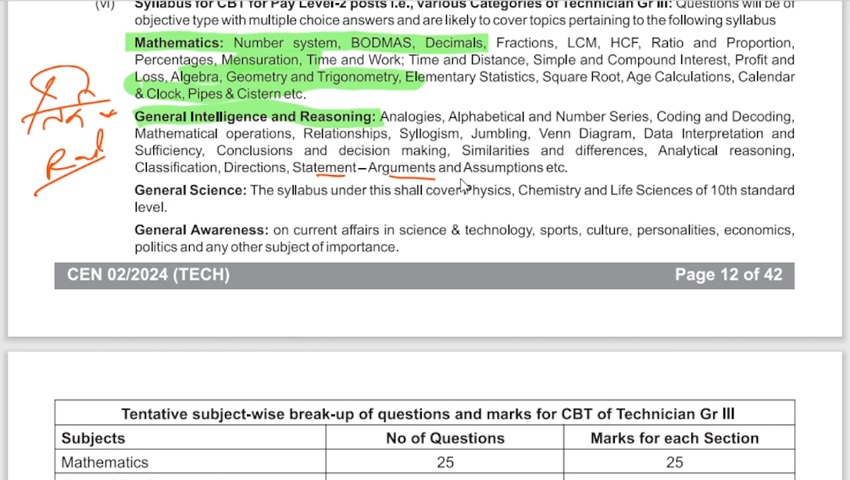 (vi) Syllabus for CBT for Pay Level-2 posts i.e., various Categories of Technician Gr III: Questions will be of
objective type with multiple choice answers and are likely to cover topics pertaining to the following syllabus
Mathematics: Number system, BODMAS, Decimals, Fractions, LCM, HCF, Ratio and Proportion,
Percentages, Mensuration, Time and Work; Time and Distance, Simple and Compound Interest, Profit and
Loss, Algebra, Geometry and Trigonometry, Elementary Statistics, Square Root, Age Calculations, Calendar
& Clock, Pipes & Cistern etc.
General Intelligence and Reasoning: Analogies, Alphabetical and Number Series, Coding and Decoding,
Mathematical operations, Relationships, Syllogism, Jumbling, Venn Diagram, Data Interpretation and
Sufficiency, Conclusions and decision making, Similarities and differences, Analytical reasoning,
Classification, Directions, Statement–Arguments and Assumptions etc.
General Science: The syllabus under this shall cover Physics, Chemistry and Life Sciences of 10th standard
level.
General Awareness: on current affairs in science & technology, sports, culture, personalities, economics,
politics and any other subject of importance.
CEN 02/2024 (TECH) Page 12 of 42
Tentative subject-wise break-up of questions and marks for CBT of Technician Gr III
Subjects No of Questions Marks for each Section
Mathematics 25 25